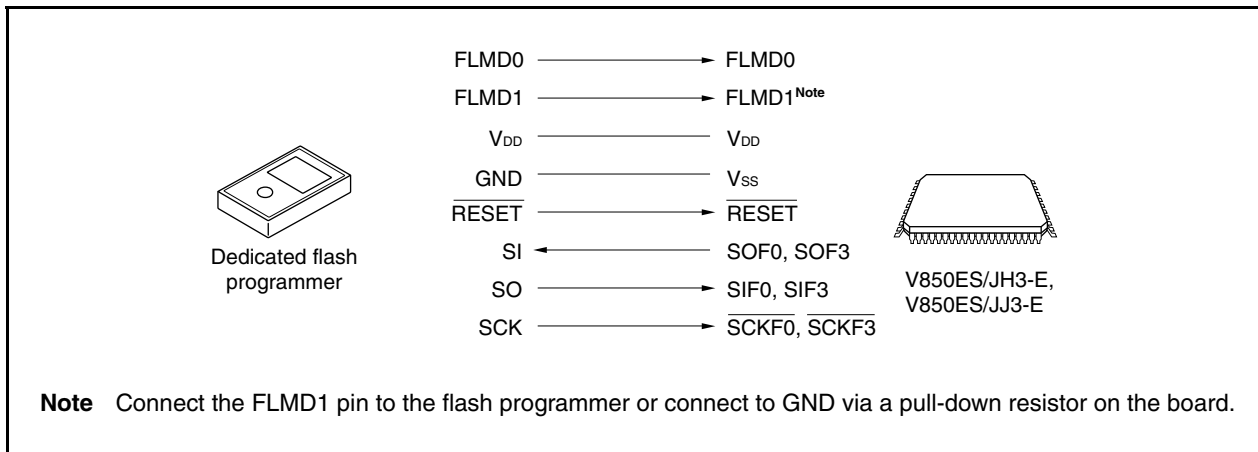 FLMD0 FLMD0
FLMD1 FLMD1Note
VDD VDD
GND VSS
RESET RESET
SI SOF0, SOF3
SO SIF0, SIF3
SCK SCKF0, SCKF3
Dedicated flash
programmer
V850ES/JH3-E,
V850ES/JJ3-E
Note Connect the FLMD1 pin to the flash programmer or connect to GND via a pull-down resistor on the board.